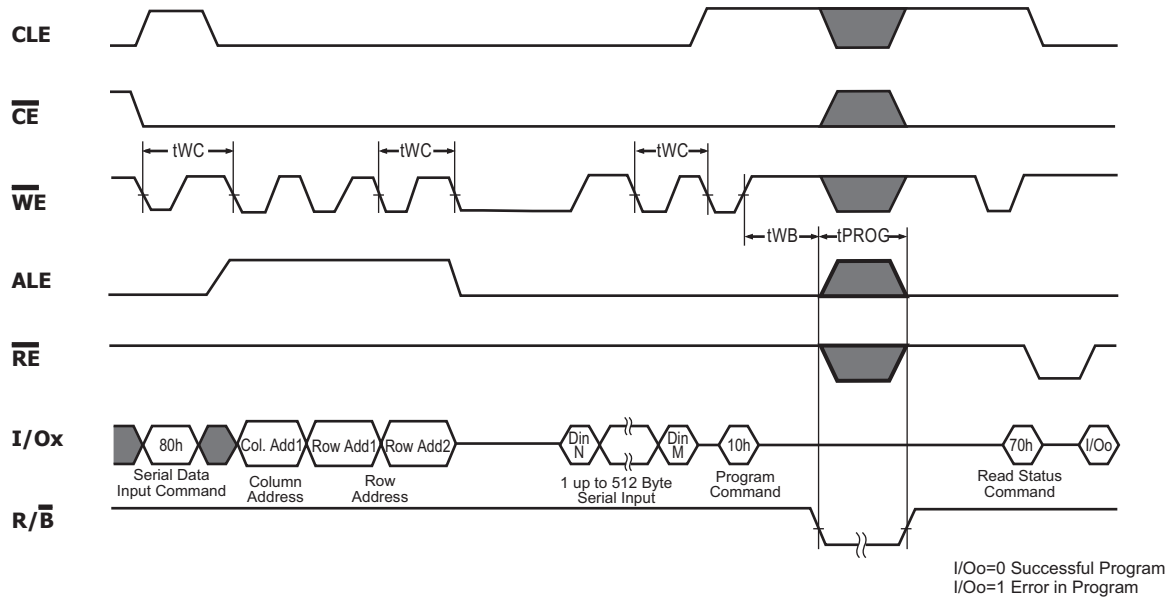 CLE
CE
tWC
tWC
tWC
WE
tWB
tPROG
ALE
RE
I/Ox
80h
Col. Add1
Row Add1
Row Add2
Din
N
Din
M
10h
70h
I/Oo
Serial Data
Input Command
Column
Address
Row
Address
1 up to 512 Byte
Serial Input
Program
Command
Read Status
Command
R/B
I/Oo=0 Successful Program
I/Oo=1 Error in Program